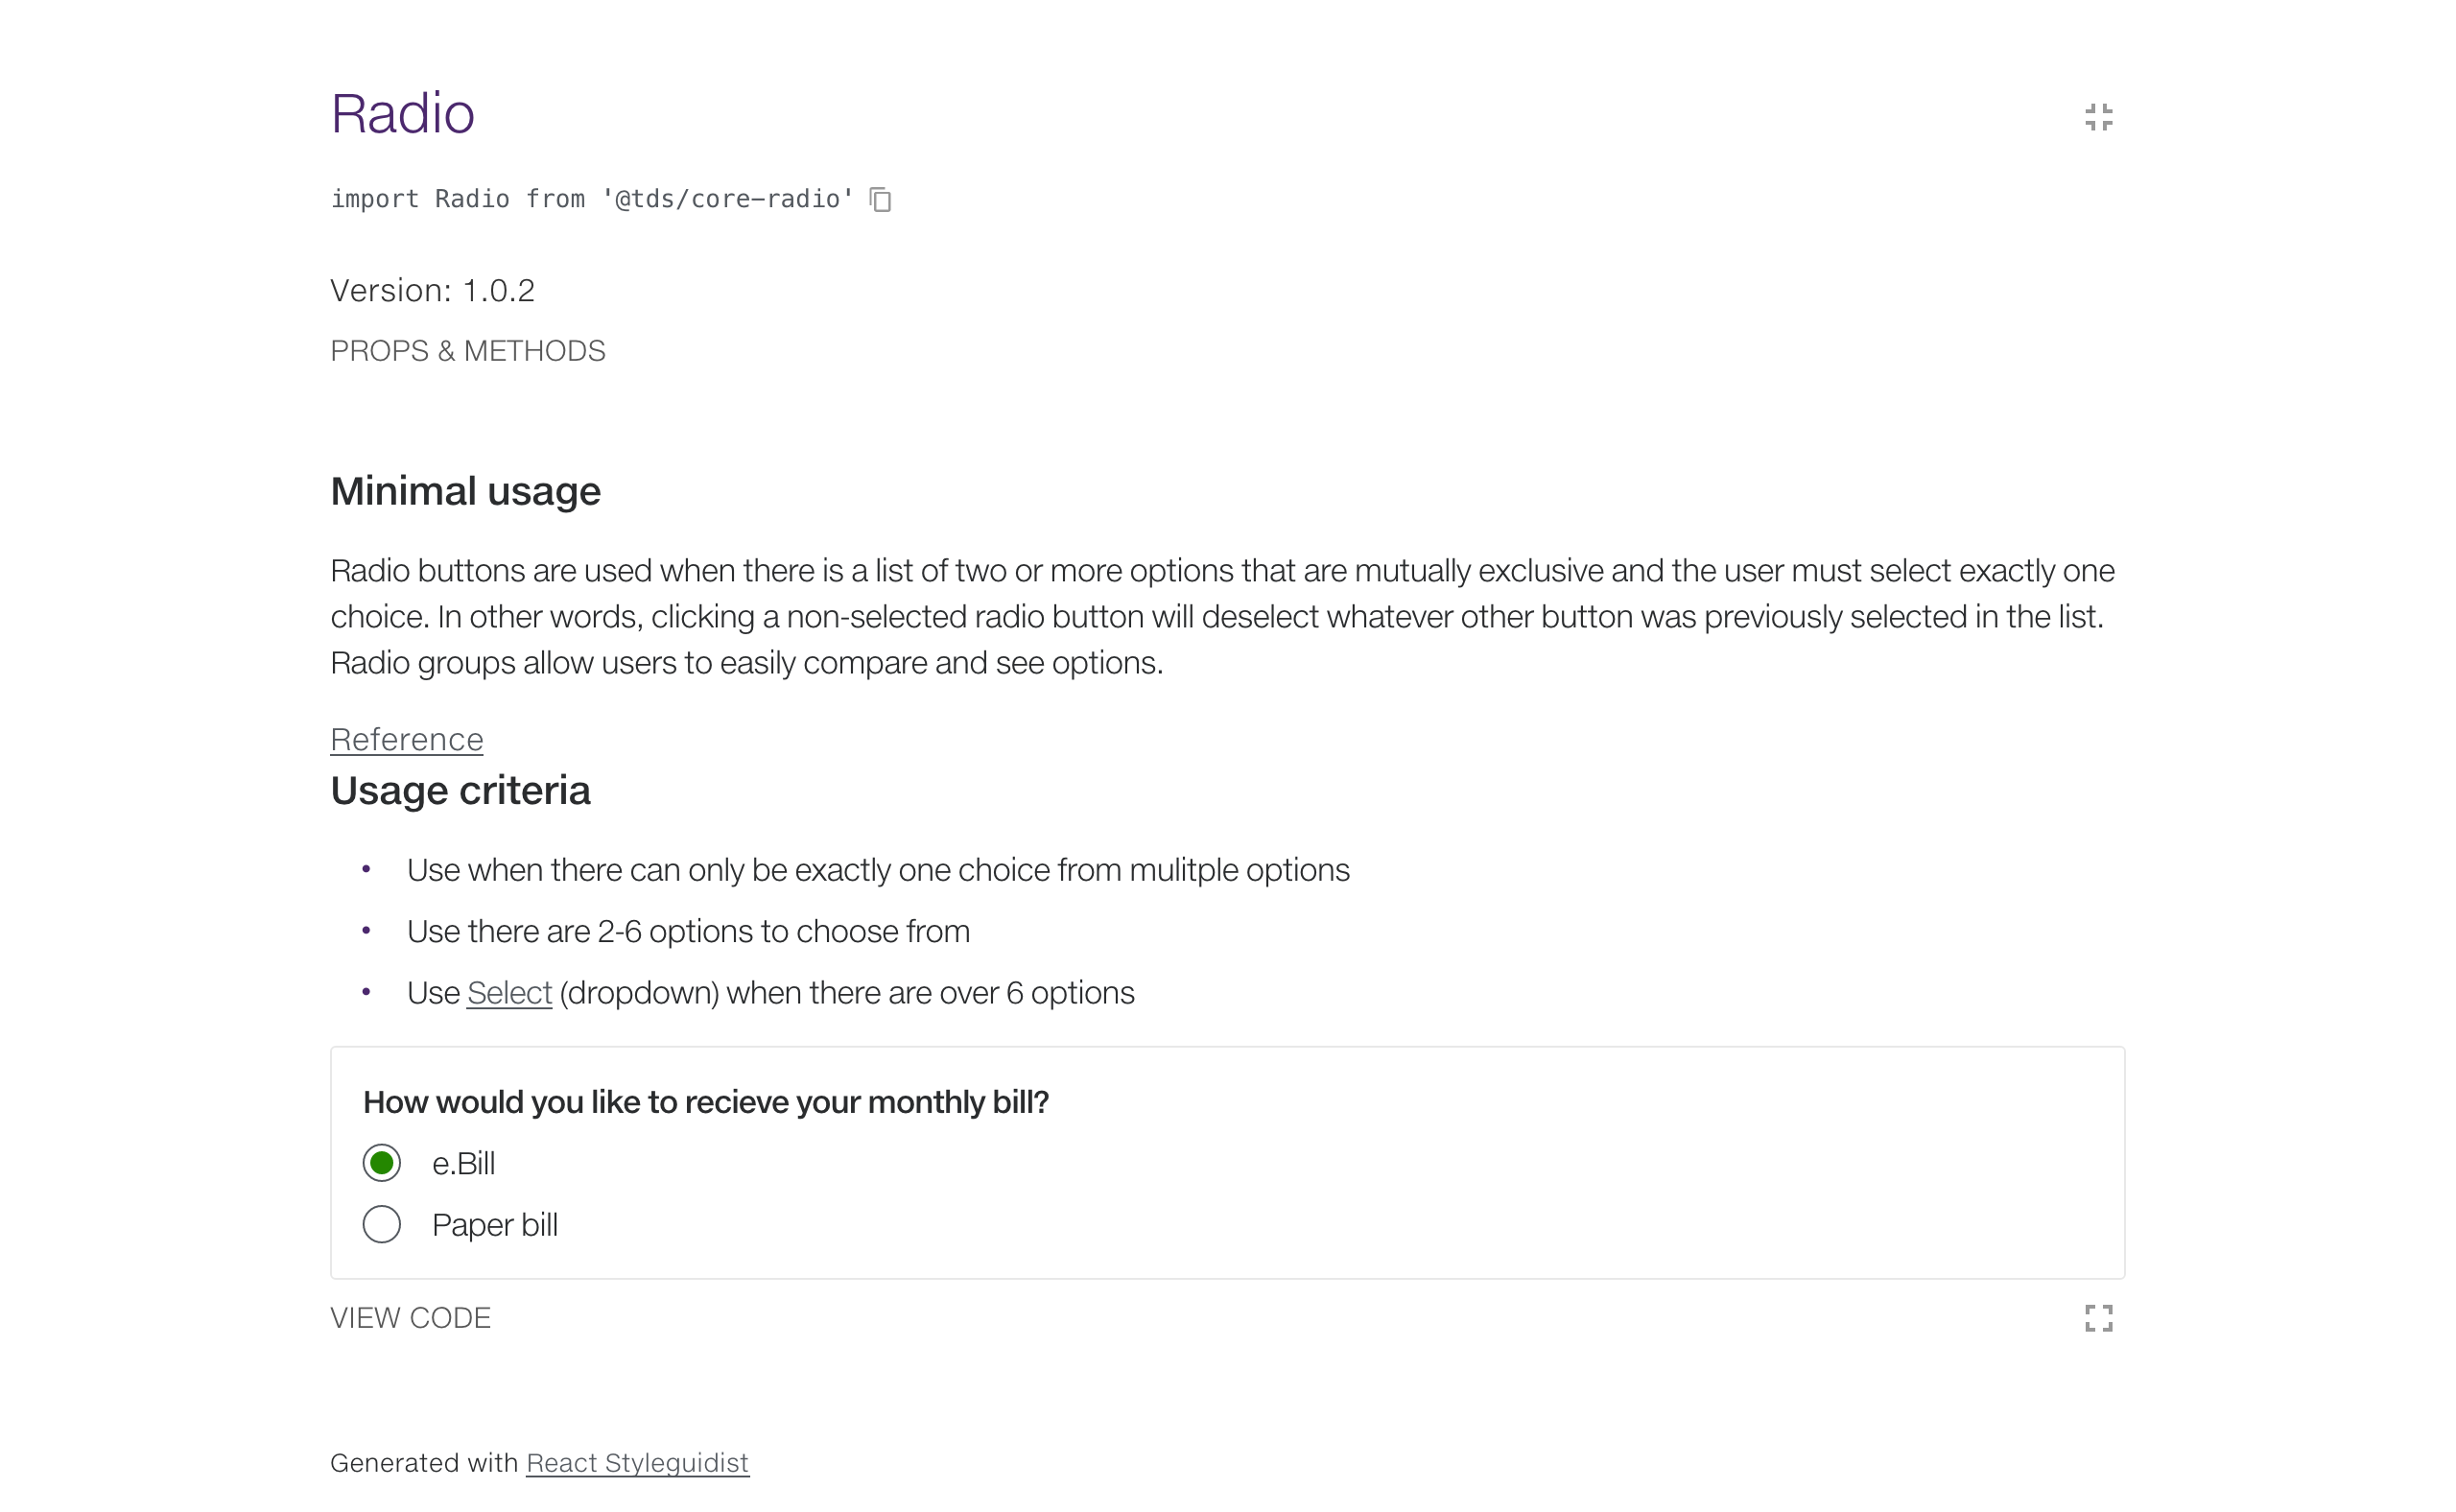 Radio
import Radio from '@tds/core-radio'
Version: 1.0.2
PROPS & METHODS
Minimal usage
Radio buttons are used when there is a list of two or more options that are mutually exclusive and the user must select exactly one
choice. In other words, clicking a non-selected radio button will deselect whatever other button was previously selected in the list.
Radio groups allow users to easily compare and see options.
Reference
Usage criteria
• Use when there can only be exactly one choice from mulitple options
• Use there are 2-6 options to choose from
• Use Select (dropdown) when there are over 6 options
How would you like to recieve your monthly bill?
e.Bill
Paper bill
VIEW CODE
Generated with React Styleguidist